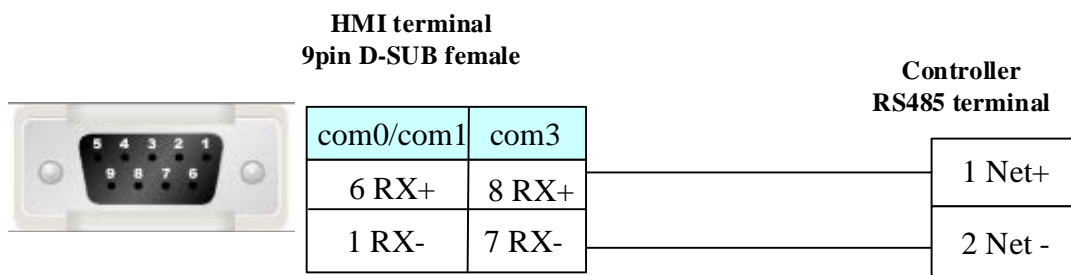 HMI terminal
9pin D-SUB female
Controller
RS485 terminal
5 4 3 2 1
9 8 7 6
com0/com1 com3
6 RX+ 8 RX+
1 RX- 7 RX-
1 Net+
2 Net -